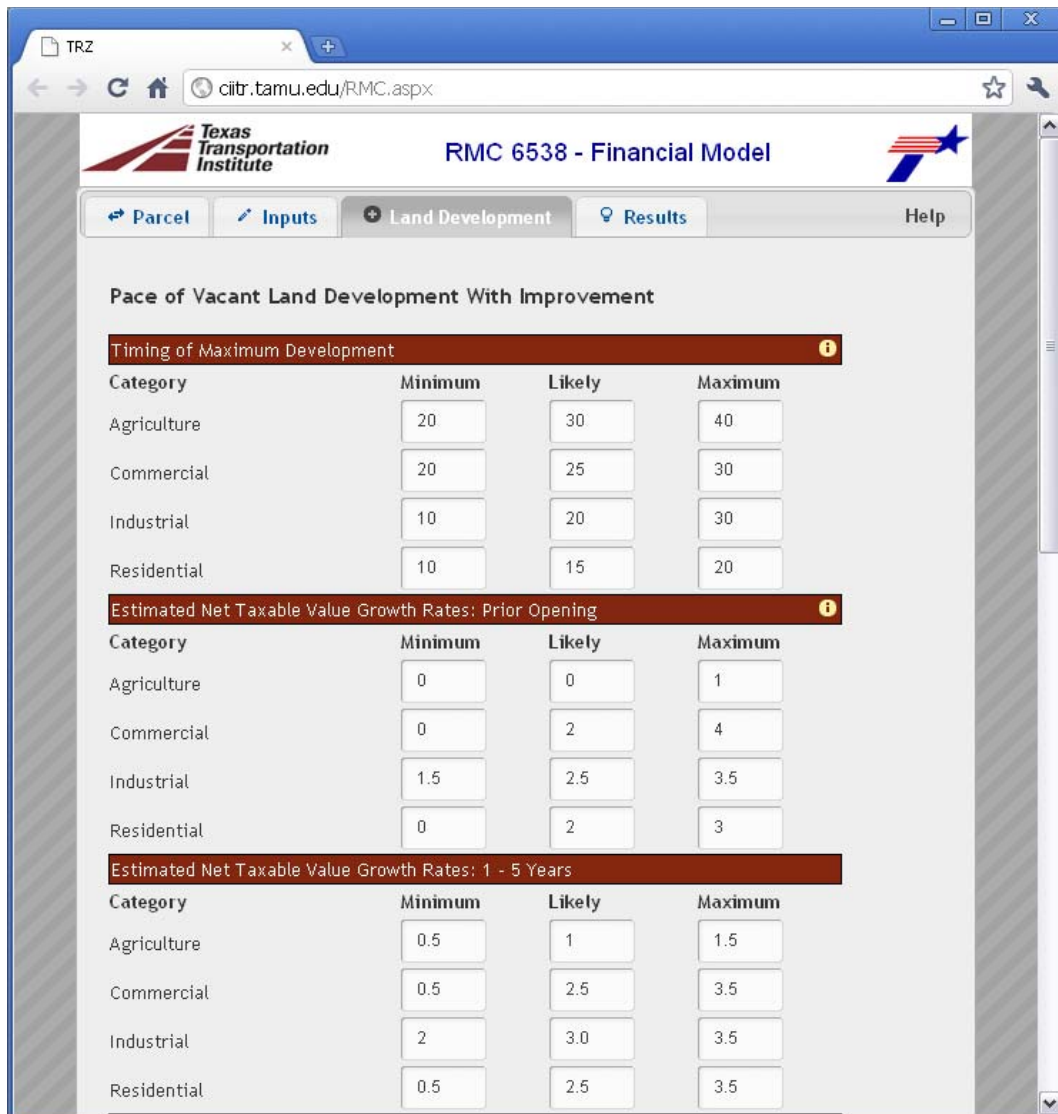 TRZ
ciitr.tamu.edu/RMC.aspx
Texas
Transportation
Institute
RMC 6538 - Financial Model
Parcel Inputs Land Development Results Help
Pace of Vacant Land Development With Improvement
Timing of Maximum Development
Category Minimum Likely Maximum
Agriculture 20 30 40
Commercial 20 25 30
Industrial 10 20 30
Residential 10 15 20
Estimated Net Taxable Value Growth Rates: Prior Opening
Category Minimum Likely Maximum
Agriculture 0 0 1
Commercial 0 2 4
Industrial 1.5 2.5 3.5
Residential 0 2 3
Estimated Net Taxable Value Growth Rates: 1 - 5 Years
Category Minimum Likely Maximum
Agriculture 0.5 1 1.5
Commercial 0.5 2.5 3.5
Industrial 2 3.0 3.5
Residential 0.5 2.5 3.5